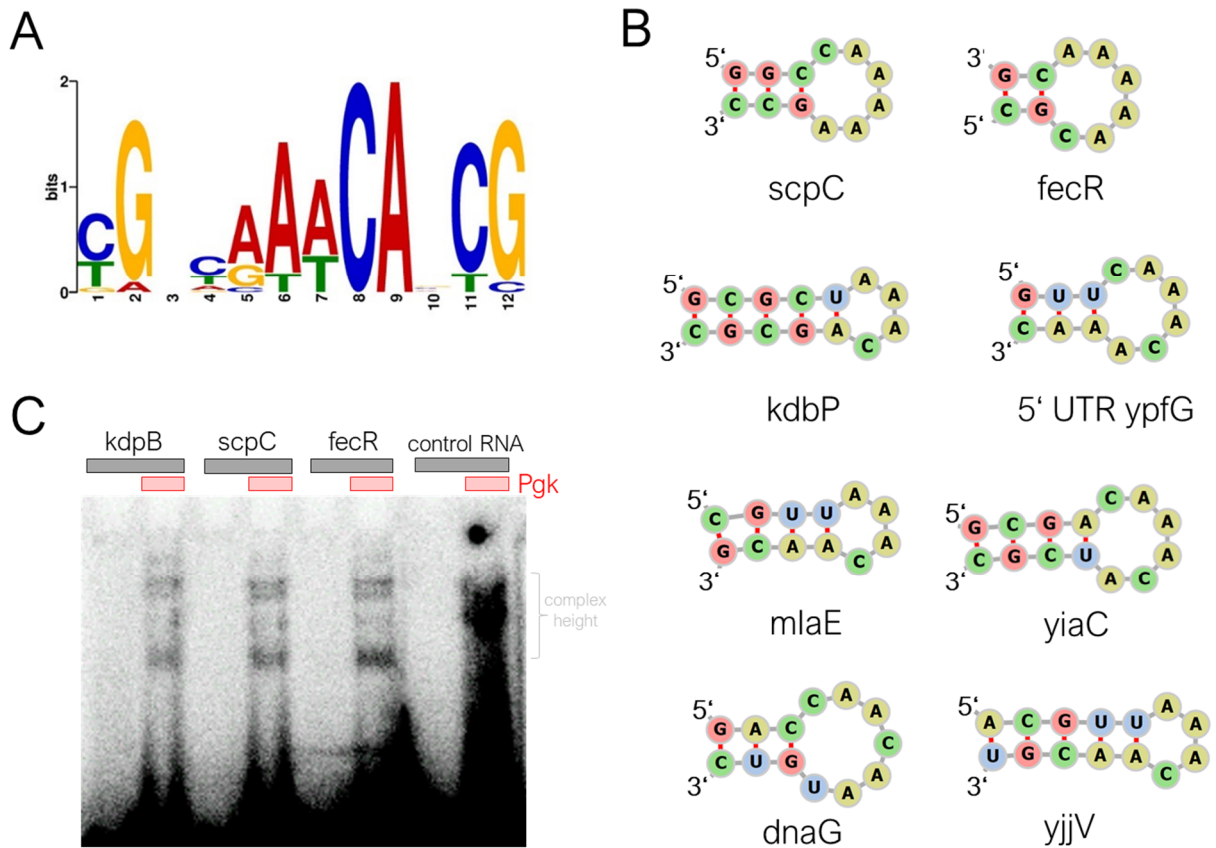 A
2
bits
1
0
C T G A C T A A G C A T A T C A C T G C
1 2 3 4 5 6 7 8 9 10 11 12
B
5‘ G G C C A A A
3‘ C C G A A A
scpC
3' G C A A A
5‘ C G C A A
fecR
5‘ G C G C U A A
3‘ C G C G A C A
kdbP
5‘ G U U C A A
3‘ C A A A C A
5‘ UTR ypfG
5‘ C G U U A A
3‘ G C A A C A
mlaE
5‘ G C G A C A A
3‘ C G C U A C A
yiaC
5‘ G A C C A A C
3‘ C U G U A A
dnaG
5‘ A C G U U A A
3‘ U G C A A C A
yjjV
C
kdpB scpC fecR control RNA
Pgk
complex
height